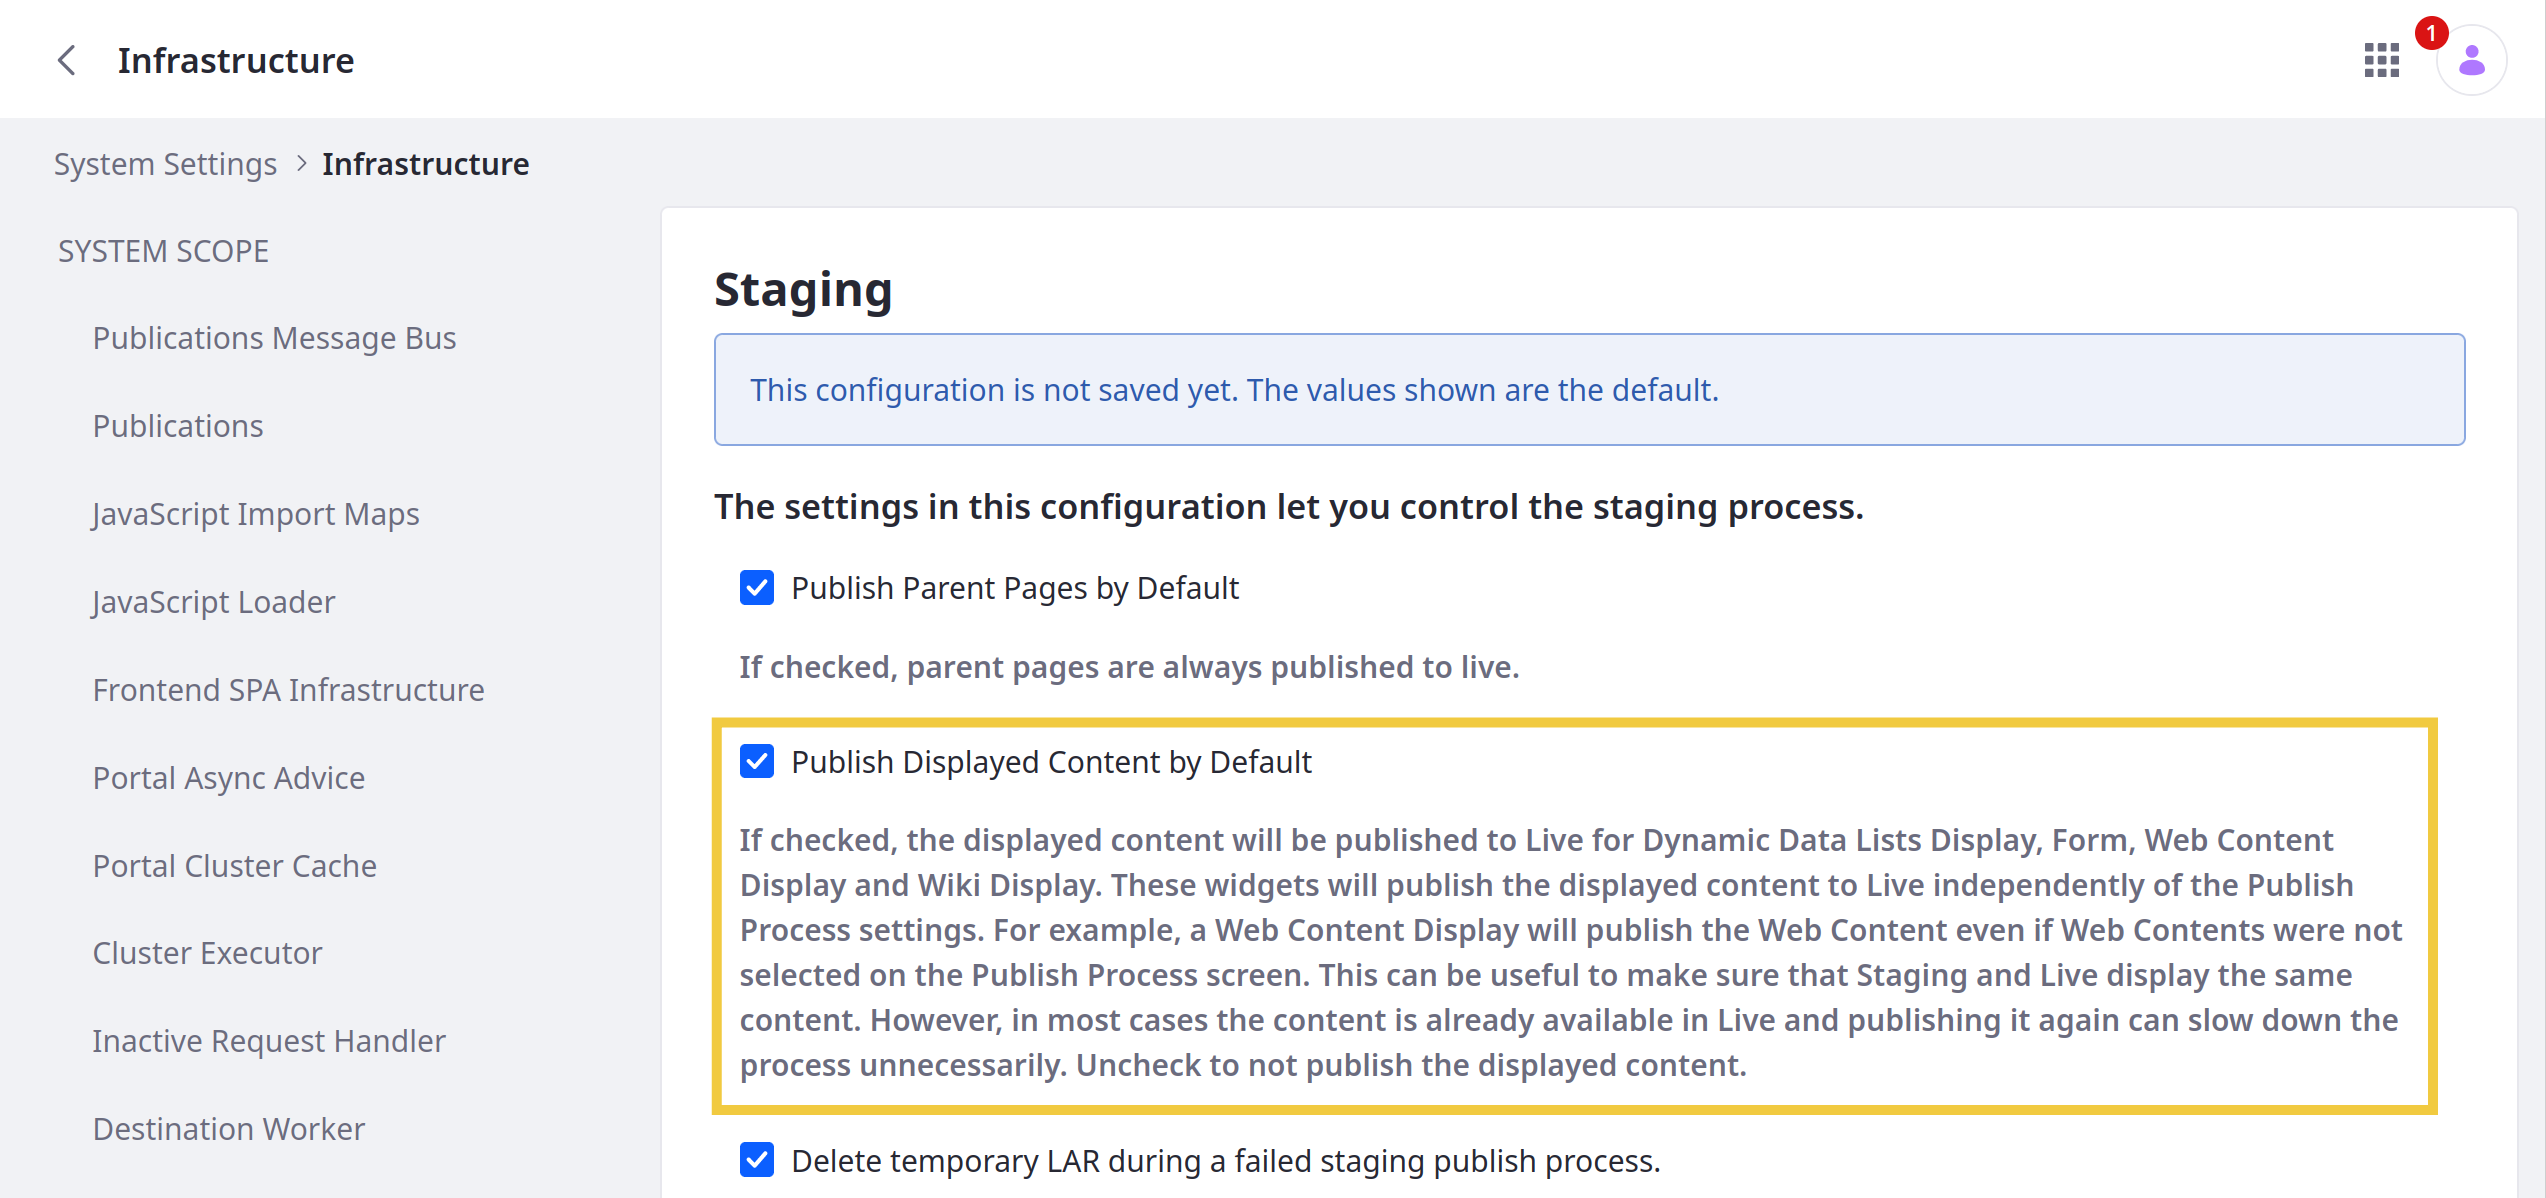 Infrastructure
1
System Settings > Infrastructure
SYSTEM SCOPE
Publications Message Bus
Publications
JavaScript Import Maps
JavaScript Loader
Frontend SPA Infrastructure
Portal Async Advice
Portal Cluster Cache
Cluster Executor
Inactive Request Handler
Destination Worker
Staging
This configuration is not saved yet. The values shown are the default.
The settings in this configuration let you control the staging process.
Publish Parent Pages by Default
If checked, parent pages are always published to live.
Publish Displayed Content by Default
If checked, the displayed content will be published to Live for Dynamic Data Lists Display, Form, Web Content
Display and Wiki Display. These widgets will publish the displayed content to Live independently of the Publish
Process settings. For example, a Web Content Display will publish the Web Content even if Web Contents were not
selected on the Publish Process screen. This can be useful to make sure that Staging and Live display the same
content. However, in most cases the content is already available in Live and publishing it again can slow down the
process unnecessarily. Uncheck to not publish the displayed content.
Delete temporary LAR during a failed staging publish process.